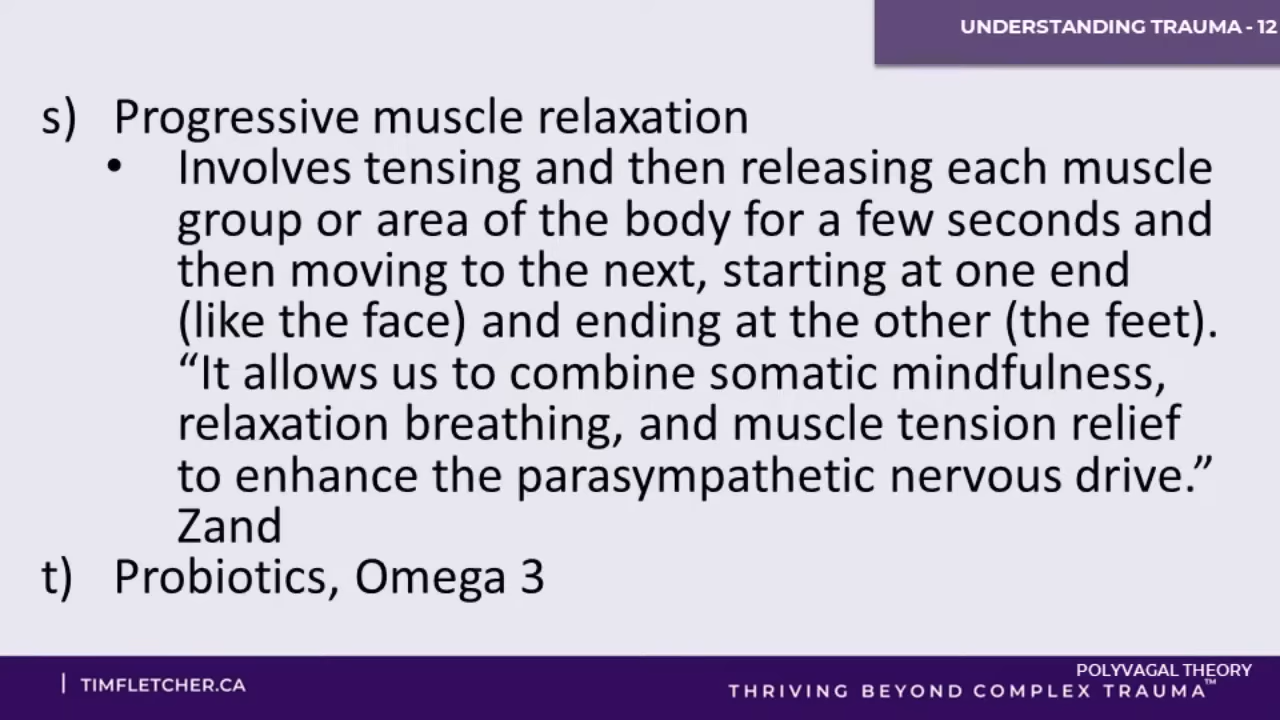 UNDERSTANDING TRAUMA - 12
s) Progressive muscle relaxation
• Involves tensing and then releasing each muscle
group or area of the body for a few seconds and
then moving to the next, starting at one end
(like the face) and ending at the other (the feet).
“It allows us to combine somatic mindfulness,
relaxation breathing, and muscle tension relief
to enhance the parasympathetic nervous drive.”
Zand
t) Probiotics, Omega 3
| TIMFLETCHER.CA
POLYVAGAL THEORY
THRIVING BEYOND COMPLEX TRAUMA™